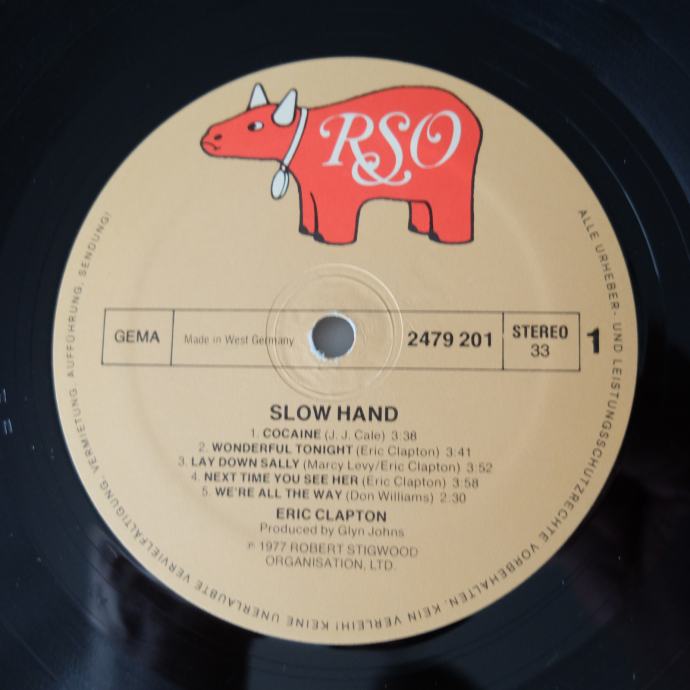 RSO
GEMA
Made in West Germany
2479 201
STEREO
33
1
SLOW HAND
1. COCAINE (J. J. Cale) 3:38
2. WONDERFUL TONIGHT (Eric Clapton) 3:41
3. LAY DOWN SALLY (Marcy Levy/Eric Clapton) 3:52
4. NEXT TIME YOU SEE HER (Eric Clapton) 3:58
5. WE'RE ALL THE WAY (Don Williams) 2:30
ERIC CLAPTON
Produced by Glyn Johns
℗ 1977 ROBERT STIGWOOD
ORGANISATION, LTD.
ALLE URHEBER- UND LEISTUNGSSCHUTZRECHTE VORBEHALTEN. KEIN VERLEIH! KEINE UNERLAUBTE VERVIELFÄLTIGUNG, VERMIETUNG, AUFFÜHRUNG, SENDUNG!